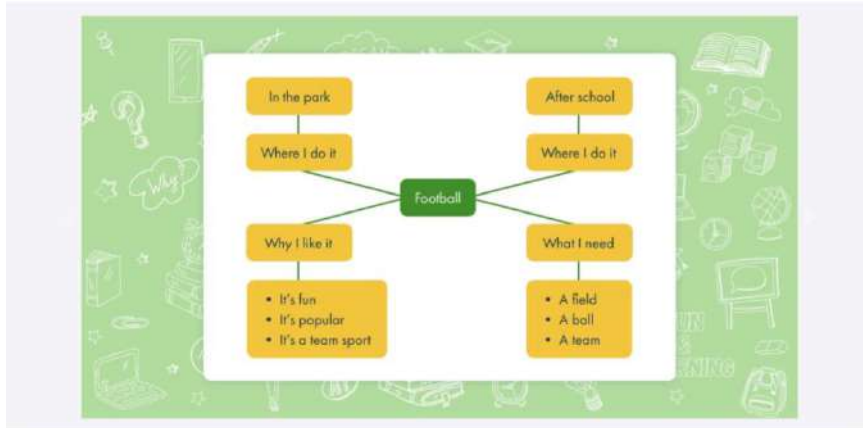 In the park
Where I do it
After school
Where I do it
Football
Why I like it
• It's fun
• It's popular
• It's a team sport
What I need
• A field
• A ball
• A team
Why